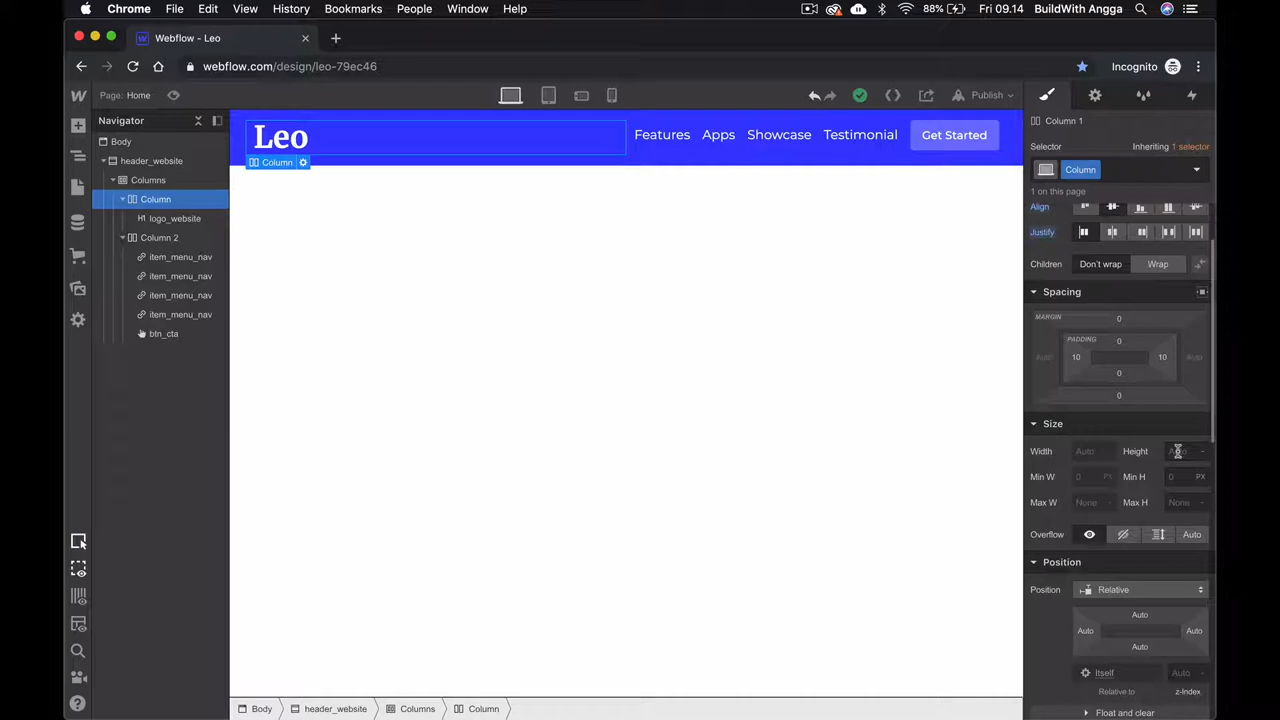 Chrome File Edit View History Bookmarks People Window Help 88% Fri 09.14 BuildWith Angga
Webflow - Leo
webflow.com/design/leo-79ec46 Incognito
Page: Home Publish
Navigator
Body
header_website
Columns
Column
H1 logo_website
Column 2
item_menu_nav
item_menu_nav
item_menu_nav
item_menu_nav
btn_cta
Leo Features Apps Showcase Testimonial Get Started
Column
Column 1
Selector Inheriting 1 selector
Column
1 on this page
Align
Justify
Children Don't wrap Wrap
Spacing
MARGIN 0
PADDING 0
Auto 10 10 Auto
0
0
Size
Width Auto Height
Min W 0 PX Min H 0 PX
Max W None - Max H None -
Overflow Auto
Position
Position Relative
Auto
Auto Auto
Auto
Itself Auto
Relative to z-Index
Float and clear
Body header_website Columns Column